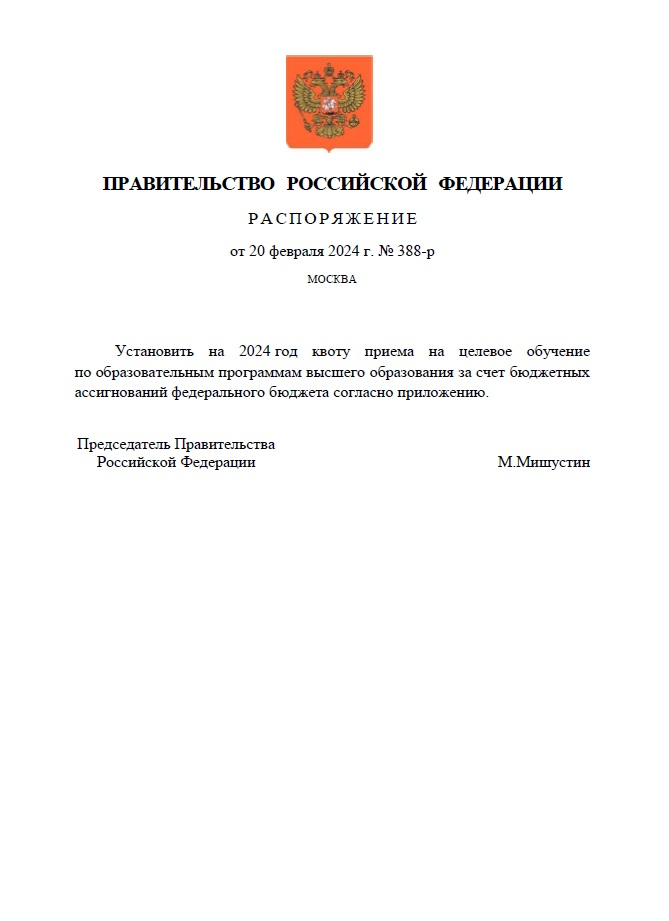 ПРАВИТЕЛЬСТВО РОССИЙСКОЙ ФЕДЕРАЦИИ
РАСПОРЯЖЕНИЕ
от 20 февраля 2024 г. № 388-р
МОСКВА
Установить на 2024 год квоту приема на целевое обучение
по образовательным программам высшего образования за счет бюджетных
ассигнований федерального бюджета согласно приложению.
Председатель Правительства
Российской Федерации
М.Мишустин